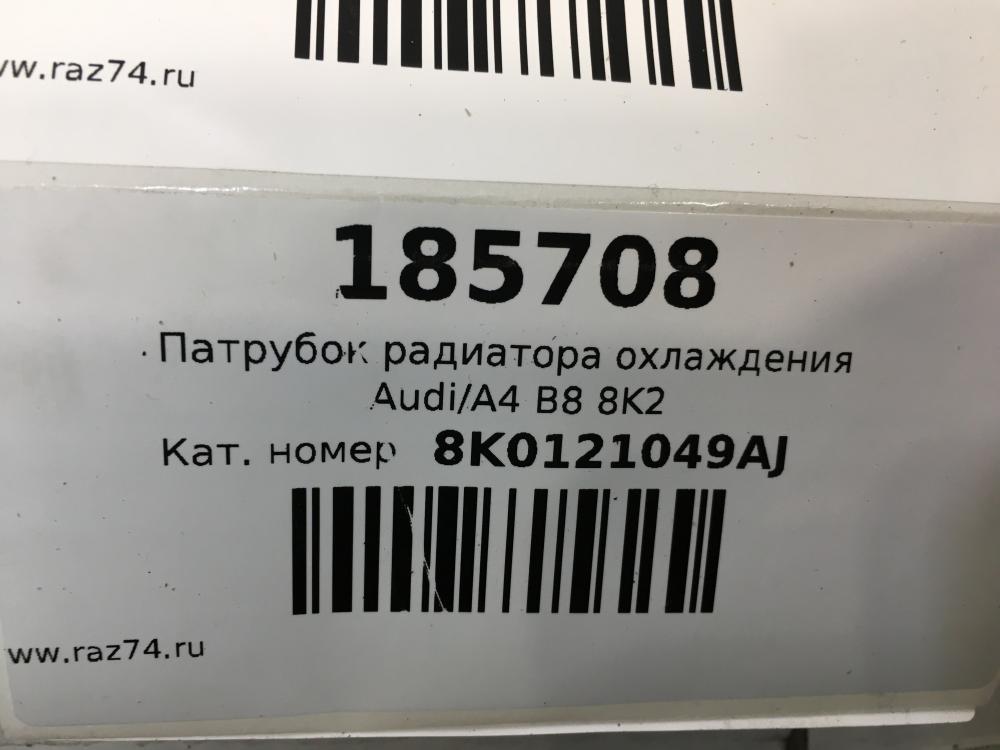 ww.raz74.ru
185708
Патрубок радиатора охлаждения
Audi/A4 B8 8K2
Кат. номер 8K0121049AJ
ww.raz74.ru